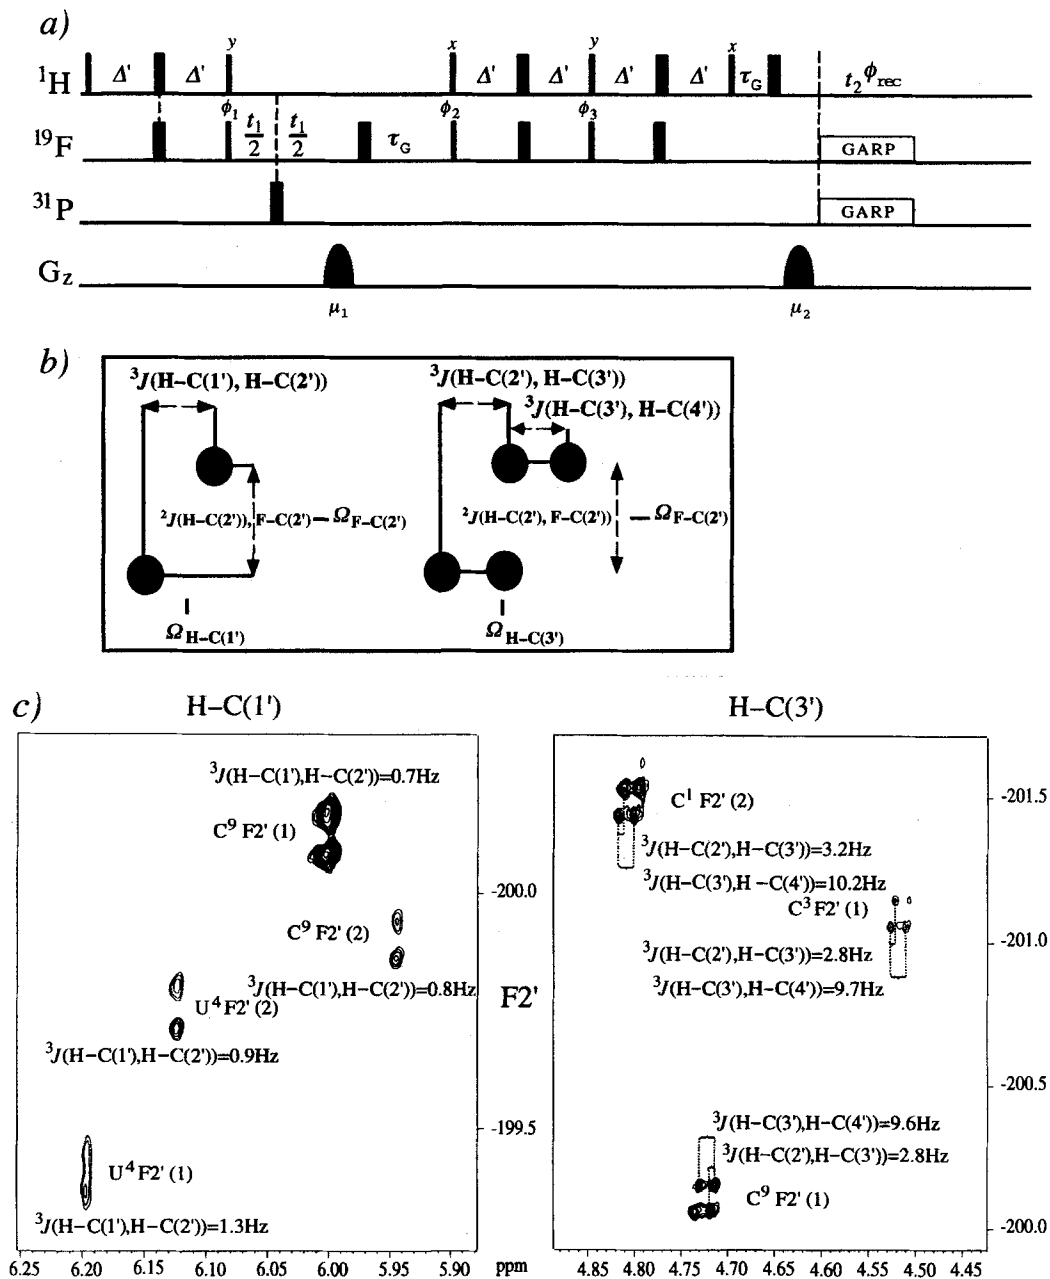 a)
y x y x
¹H Δ' Δ' Δ' Δ' Δ' Δ' τG t₂ ϕrec
ϕ₁ ϕ₂ ϕ₃
¹⁹F t₁/2 t₁/2 τG GARP
³¹P GARP
Gz
μ₁ μ₂
b)
³J(H–C(1'), H–C(2')) ³J(H–C(2'), H–C(3'))
³J(H–C(3'), H–C(4'))
²J(H–C(2')), F–C(2') – ΩF–C(2') ²J(H–C(2'), F–C(2')) – ΩF–C(2')
ΩH–C(1') ΩH–C(3')
c) H–C(1') H–C(3')
³J(H–C(1'),H–C(2'))=0.7Hz
C⁹ F2' (1)
-200.0
C⁹ F2' (2)
³J(H–C(1'),H–C(2'))=0.8Hz
U⁴ F2' (2)
³J(H–C(1'),H–C(2'))=0.9Hz
-199.5
U⁴ F2' (1)
³J(H–C(1'),H–C(2'))=1.3Hz
6.25 6.20 6.15 6.10 6.05 6.00 5.95 5.90 ppm
F2'
-201.5
C¹ F2' (2)
³J(H–C(2'),H–C(3'))=3.2Hz
³J(H–C(3'),H–C(4'))=10.2Hz
C³ F2' (1)
-201.0
³J(H–C(2'),H–C(3'))=2.8Hz
³J(H–C(3'),H–C(4'))=9.7Hz
-200.5
³J(H–C(3'),H–C(4'))=9.6Hz
³J(H–C(2'),H–C(3'))=2.8Hz
C⁹ F2' (1)
-200.0
4.85 4.80 4.75 4.70 4.65 4.60 4.55 4.50 4.45